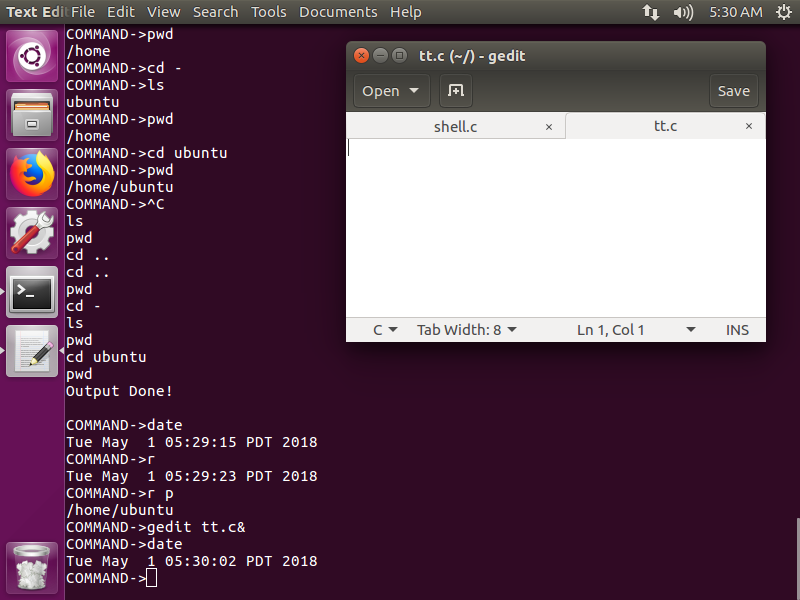 Text Edit File Edit View Search Tools Documents Help 5:30 AM
COMMAND->pwd
/home
COMMAND->cd -
COMMAND->ls
ubuntu
COMMAND->pwd
/home
COMMAND->cd ubuntu
COMMAND->pwd
/home/ubuntu
COMMAND->^C
ls
pwd
cd ..
cd ..
pwd
cd -
ls
pwd
cd ubuntu
pwd
Output Done!
COMMAND->date
Tue May  1 05:29:15 PDT 2018
COMMAND->r
Tue May  1 05:29:23 PDT 2018
COMMAND->r p
/home/ubuntu
COMMAND->gedit tt.c&
COMMAND->date
Tue May  1 05:30:02 PDT 2018
COMMAND->
tt.c (~/) - gedit
Open Save
shell.c × tt.c ×
C Tab Width: 8 Ln 1, Col 1 INS